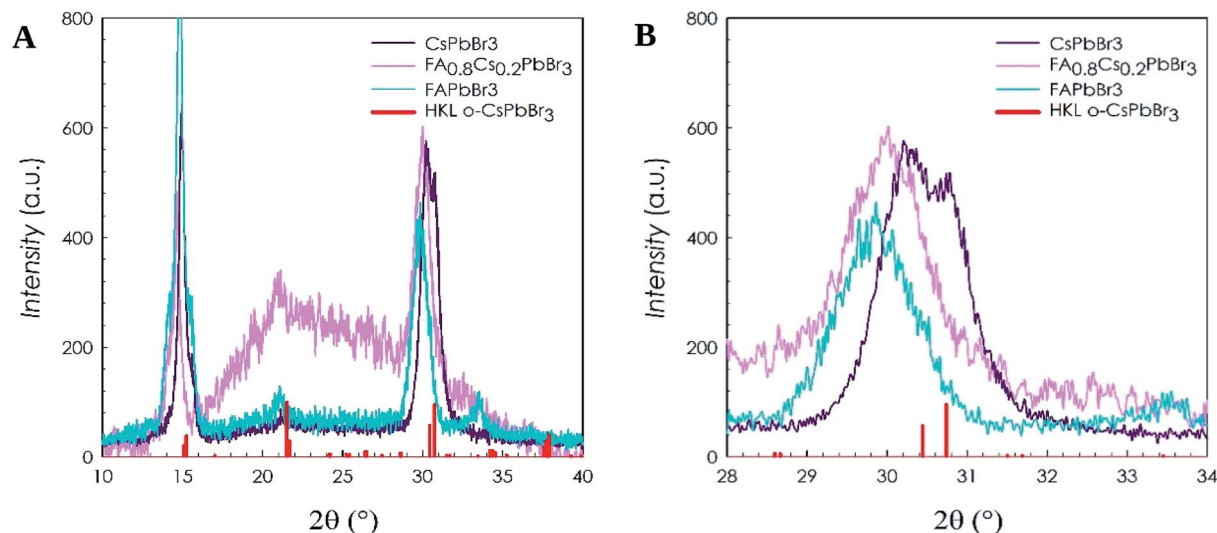 A
800
600
400
200
0
Intensity (a.u.)
CsPbBr3
FA0.8Cs0.2PbBr3
FAPbBr3
HKL o-CsPbBr3
10 15 20 25 30 35 40
2θ (°)
B
800
600
400
200
0
Intensity (a.u.)
CsPbBr3
FA0.8Cs0.2PbBr3
FAPbBr3
HKL o-CsPbBr3
28 29 30 31 32 33 34
2θ (°)